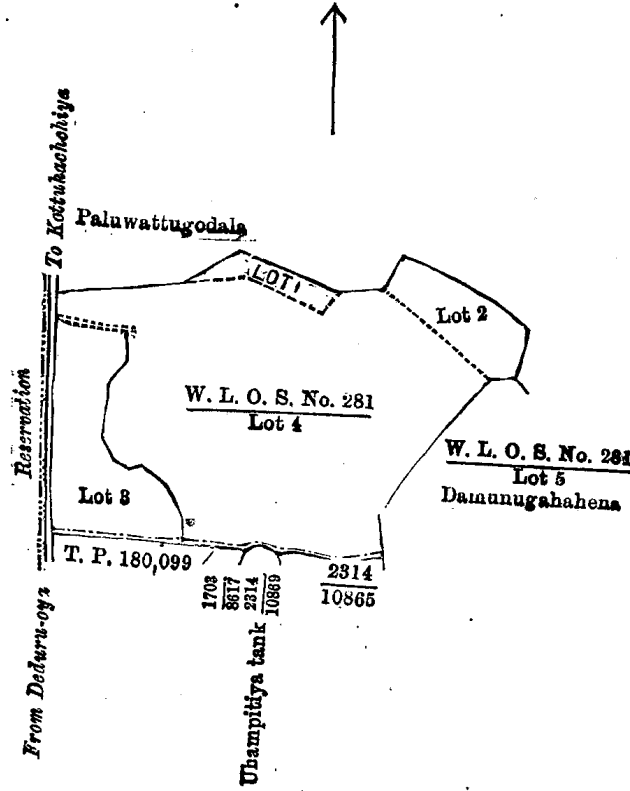 To Kottukachchiya
Paluwattugodala
LOT 1
Lot 2
W. L. O. S. No. 281
Lot 4
Reservation
W. L. O. S. No. 281
Lot 5
Damunugahahena
Lot 3
T. P. 180,099
1703
8617
2314
10869
2314
10865
From Deduru-oya
Uhampitiya tank